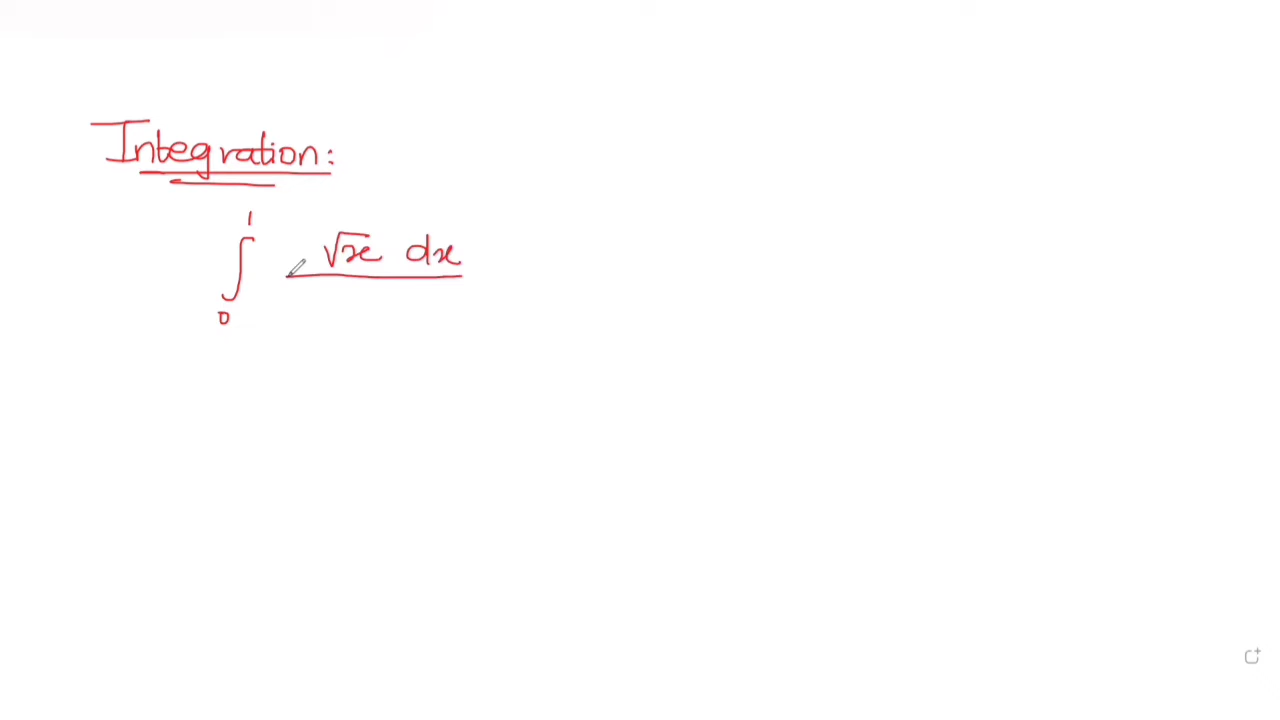 Integration:
∫₀¹ √x dx